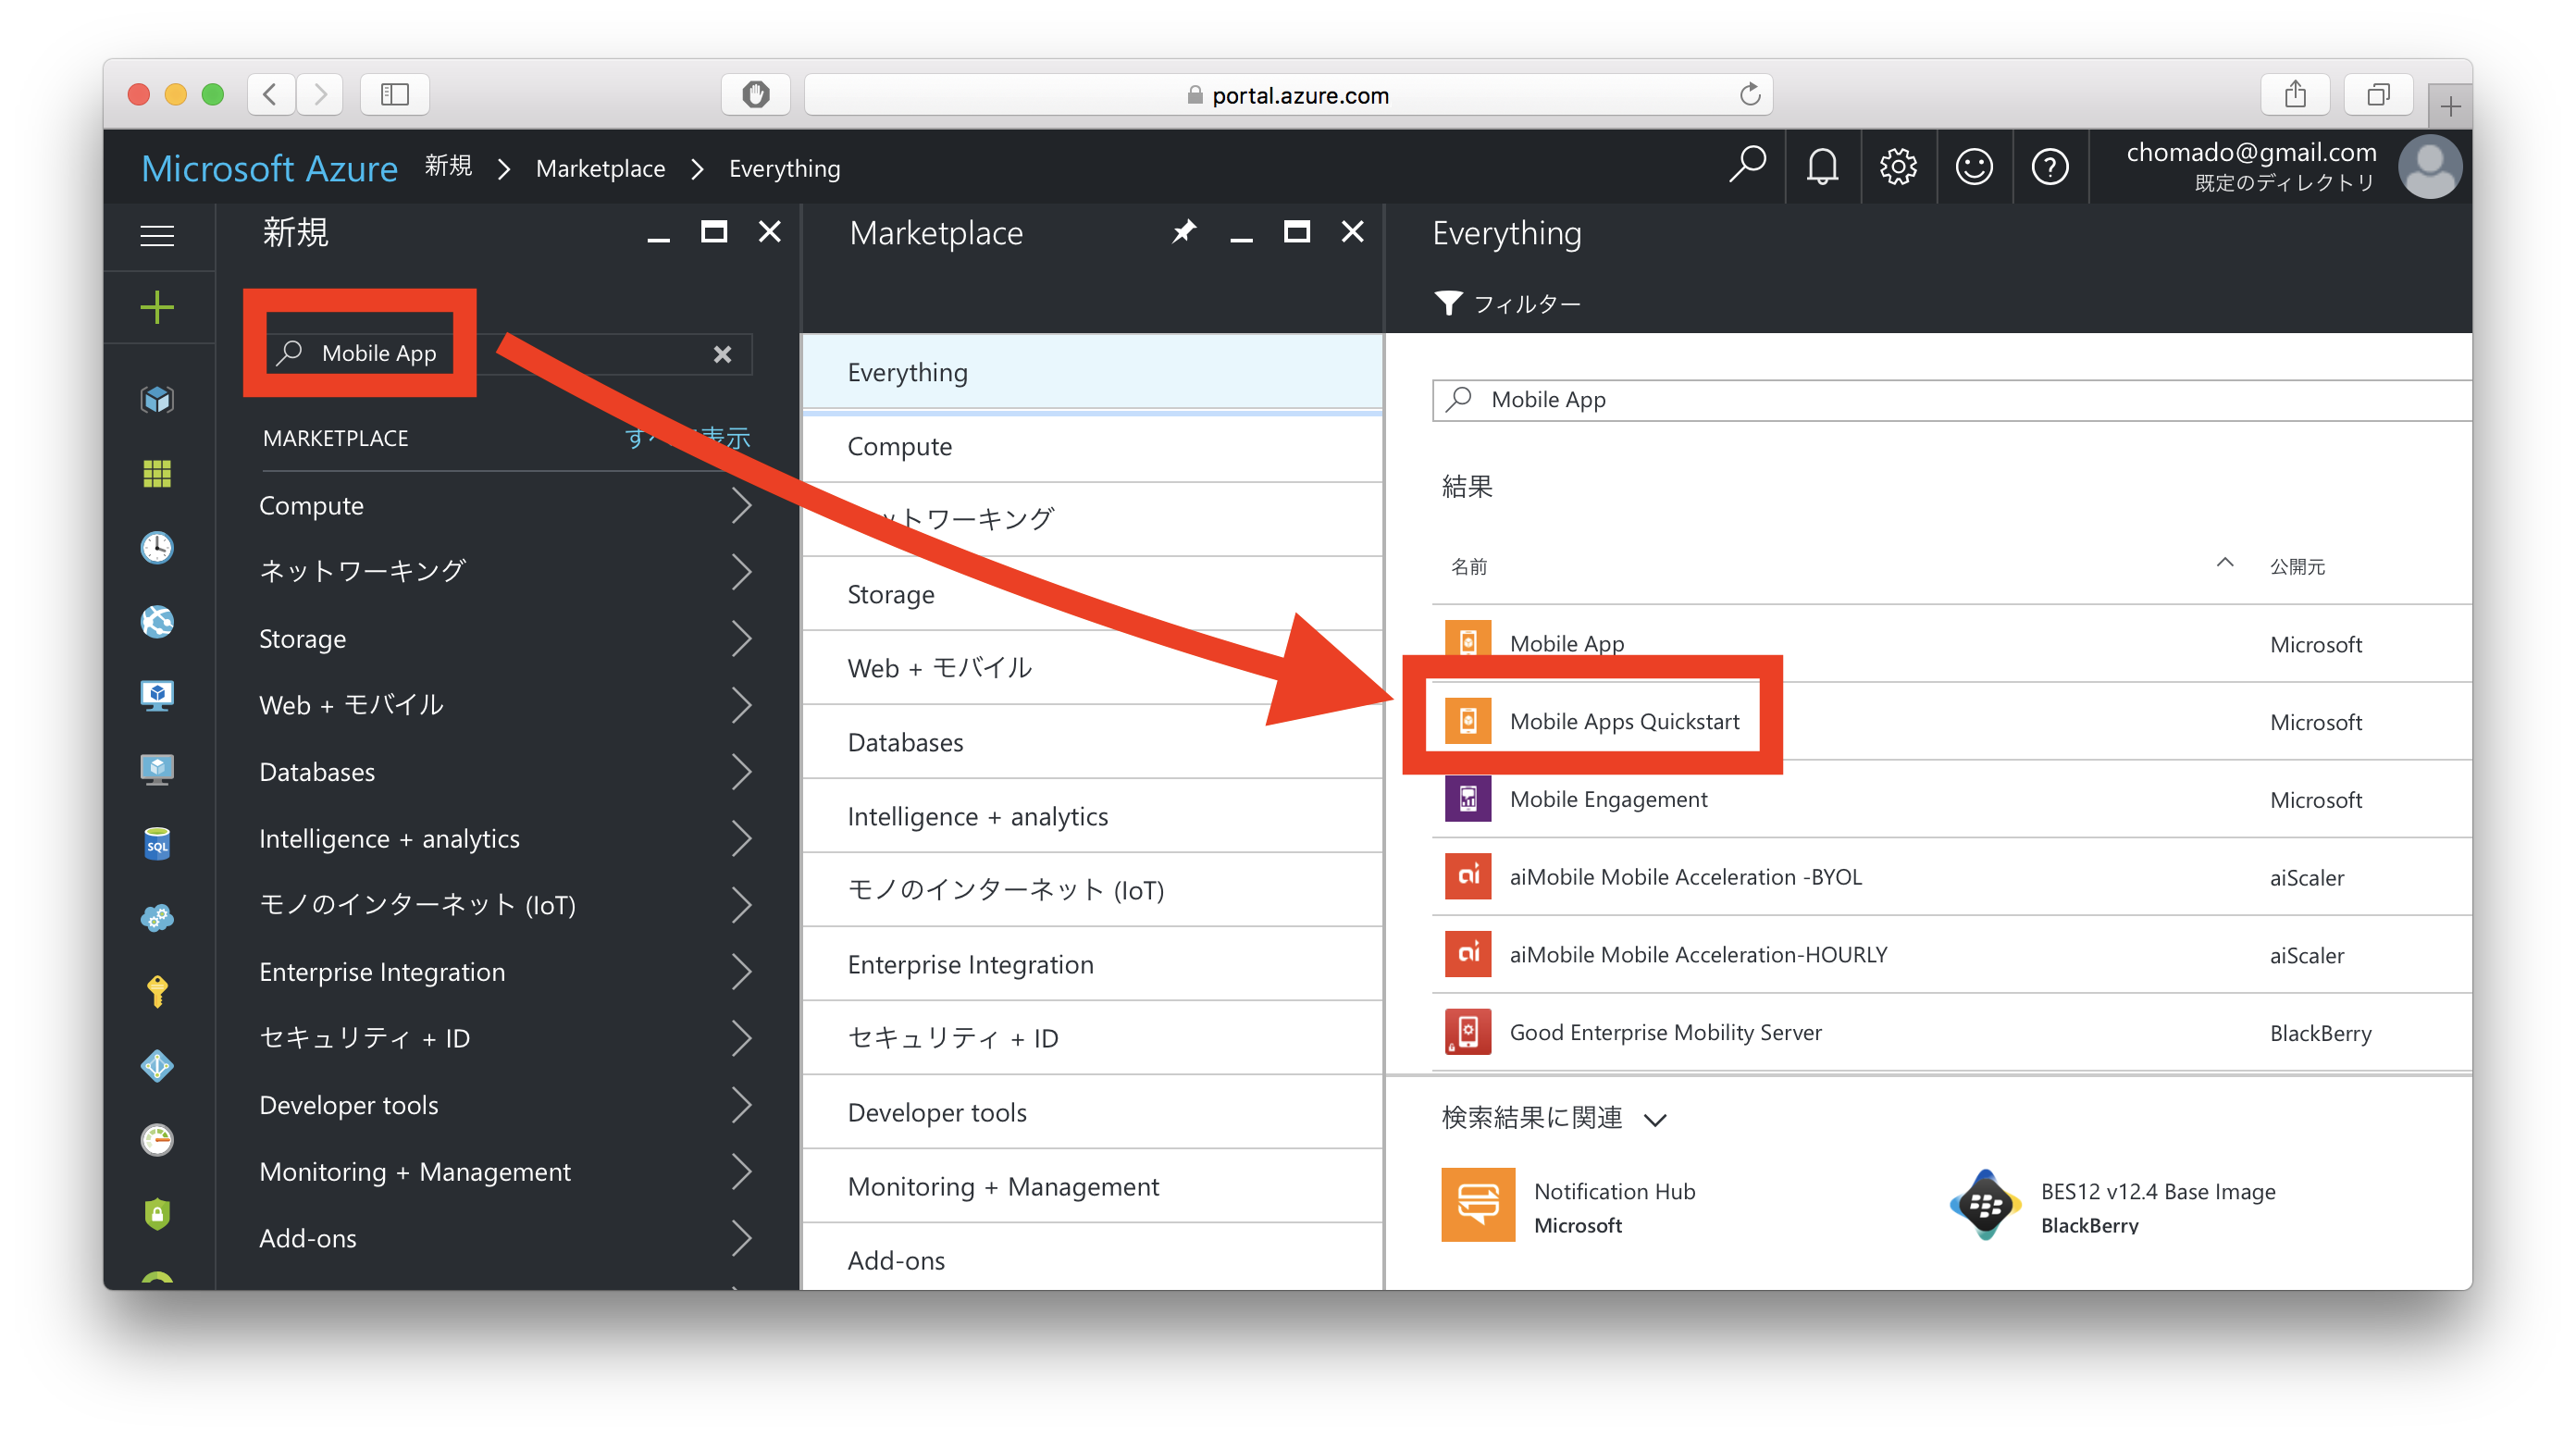 portal.azure.com
Microsoft Azure 新規 > Marketplace > Everything
chomado@gmail.com
既定のディレクトリ
新規
Mobile App
MARKETPLACE
表示
Compute
ネットワーキング
Storage
Web + モバイル
Databases
Intelligence + analytics
モノのインターネット (IoT)
Enterprise Integration
セキュリティ + ID
Developer tools
Monitoring + Management
Add-ons
Marketplace
Everything
Compute
トワーキング
Storage
Web + モバイル
Databases
Intelligence + analytics
モノのインターネット (IoT)
Enterprise Integration
セキュリティ + ID
Developer tools
Monitoring + Management
Add-ons
Everything
フィルター
Mobile App
結果
名前 公開元
Mobile App Microsoft
Mobile Apps Quickstart Microsoft
Mobile Engagement Microsoft
ai aiMobile Mobile Acceleration -BYOL aiScaler
ai aiMobile Mobile Acceleration-HOURLY aiScaler
Good Enterprise Mobility Server BlackBerry
検索結果に関連
Notification Hub
Microsoft
BES12 v12.4 Base Image
BlackBerry
SQL